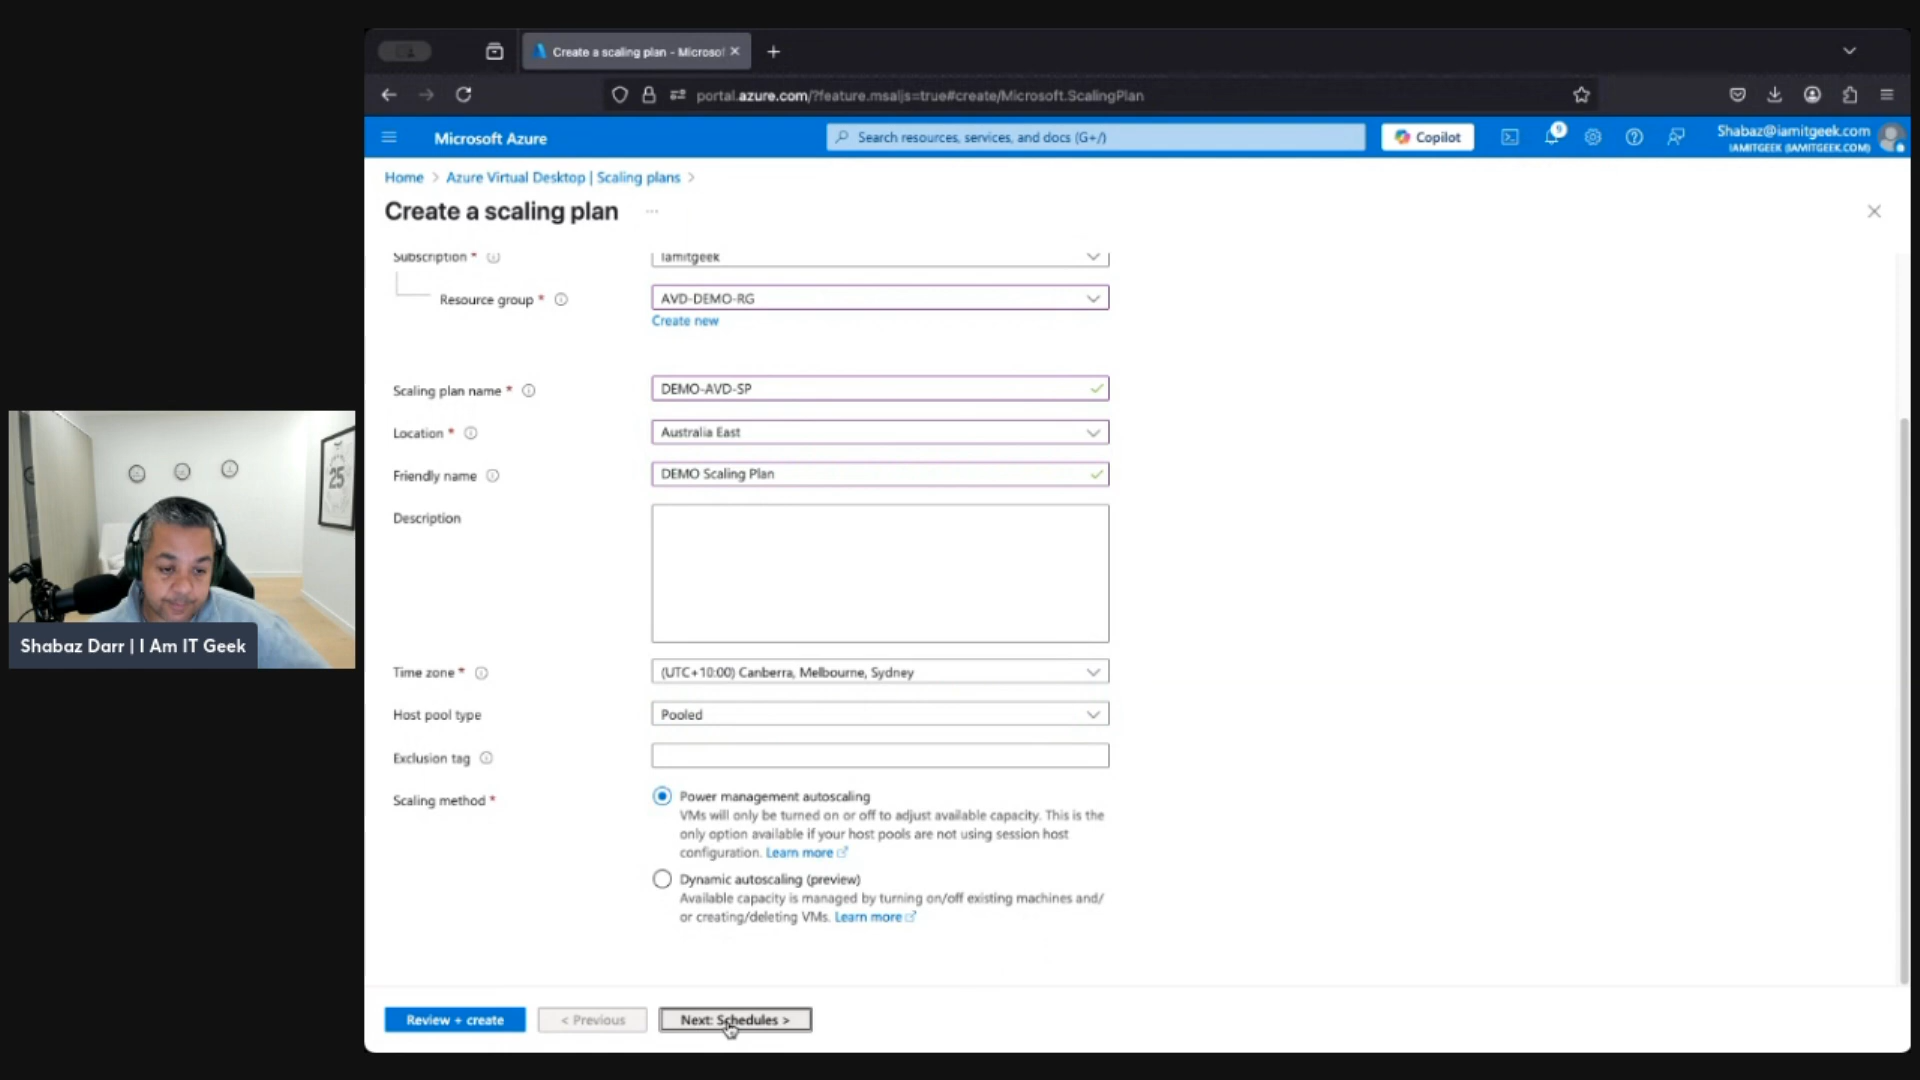 Create a scaling plan - Microsof
portal.azure.com/?feature.msaljs=true#create/Microsoft.ScalingPlan
Microsoft Azure
Search resources, services, and docs (G+/)
Copilot
9
Shabaz@iamitgeek.com
IAMITGEEK (IAMITGEEK.COM)
Home > Azure Virtual Desktop | Scaling plans >
Create a scaling plan ...
Subscription * Iamitgeek
Resource group * AVD-DEMO-RG
Create new
Scaling plan name * DEMO-AVD-SP
Location * Australia East
Friendly name DEMO Scaling Plan
Description
Time zone * (UTC+10:00) Canberra, Melbourne, Sydney
Host pool type Pooled
Exclusion tag
Scaling method * Power management autoscaling
VMs will only be turned on or off to adjust available capacity. This is the
only option available if your host pools are not using session host
configuration. Learn more
Dynamic autoscaling (preview)
Available capacity is managed by turning on/off existing machines and/
or creating/deleting VMs. Learn more
Review + create
< Previous
Next: Schedules >
25
Shabaz Darr | I Am IT Geek